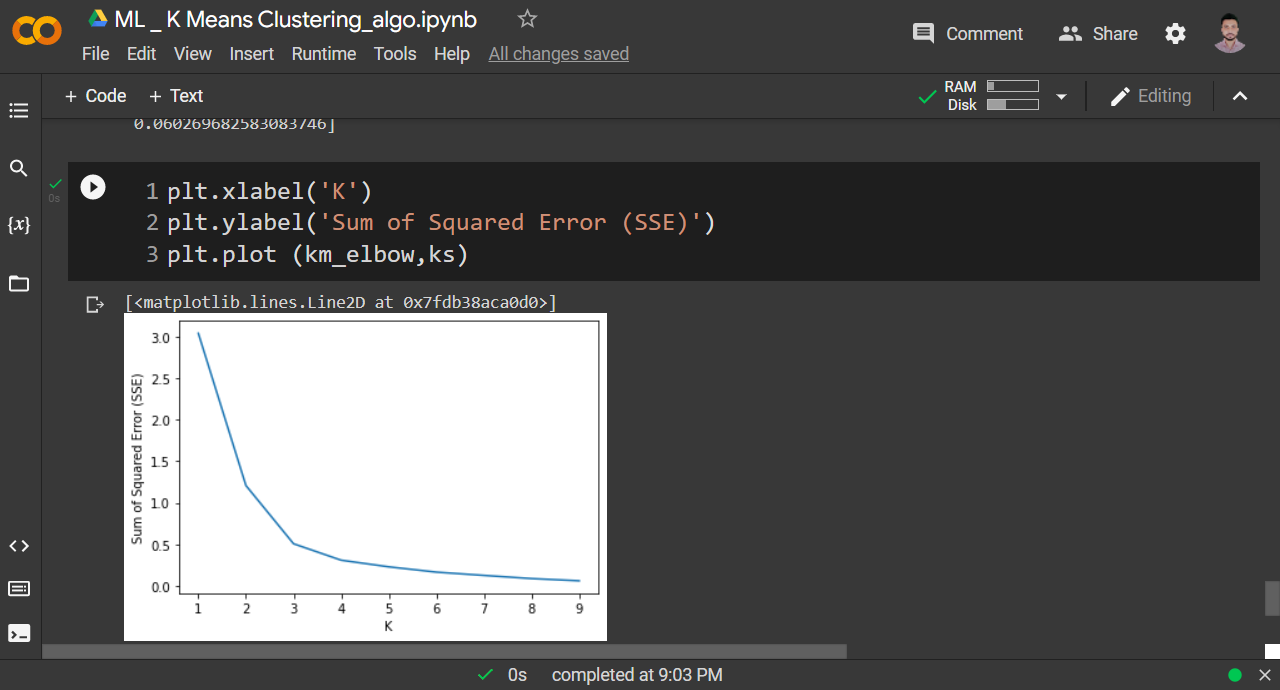 ML _ K Means Clustering_algo.ipynb
File Edit View Insert Runtime Tools Help All changes saved
Comment Share
+ Code + Text
RAM
Disk
Editing
0.060269682583083746]
0s
1 plt.xlabel('K')
2 plt.ylabel('Sum of Squared Error (SSE)')
3 plt.plot (km_elbow,ks)
{x}
[<matplotlib.lines.Line2D at 0x7fdb38aca0d0>]
3.0
2.5
2.0
1.5
1.0
0.5
0.0
Sum of Squared Error (SSE)
1 2 3 4 5 6 7 8 9
K
0s completed at 9:03 PM